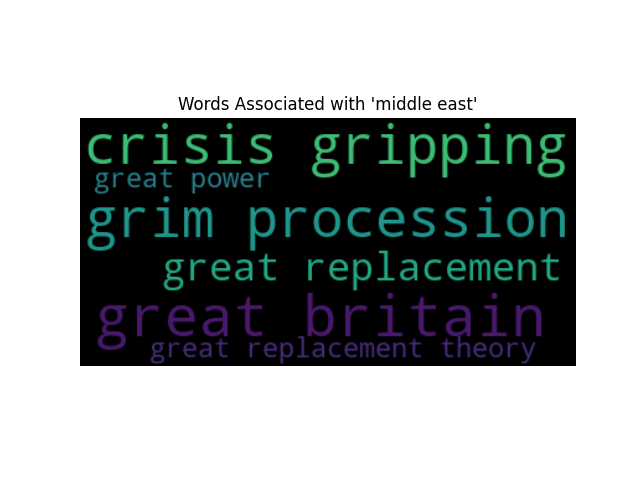 Words Associated with 'middle east'
crisis gripping
great power
grim procession
great replacement
great britain
great replacement theory